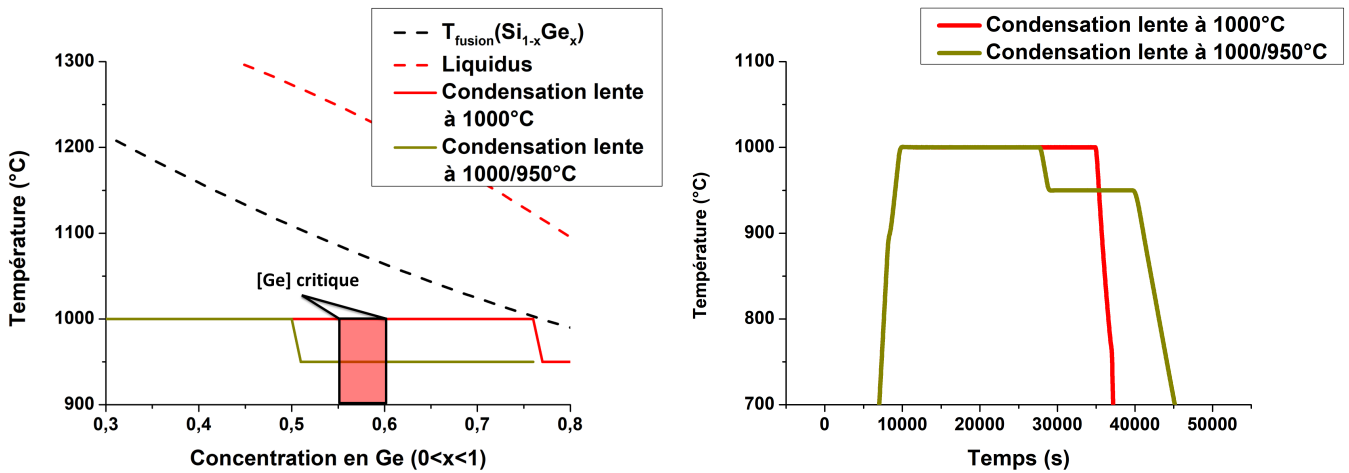 T_fusion(Si_1-xGe_x)
Liquidus
Condensation lente
à 1000°C
Condensation lente
à 1000/950°C
1300
1200
1100
1000
900
Température (°C)
[Ge] critique
0,3
0,4
0,5
0,6
0,7
0,8
Concentration en Ge (0<x<1)
Condensation lente à 1000°C
Condensation lente à 1000/950°C
1100
1000
900
800
700
Température (°C)
0
10000
20000
30000
40000
50000
Temps (s)